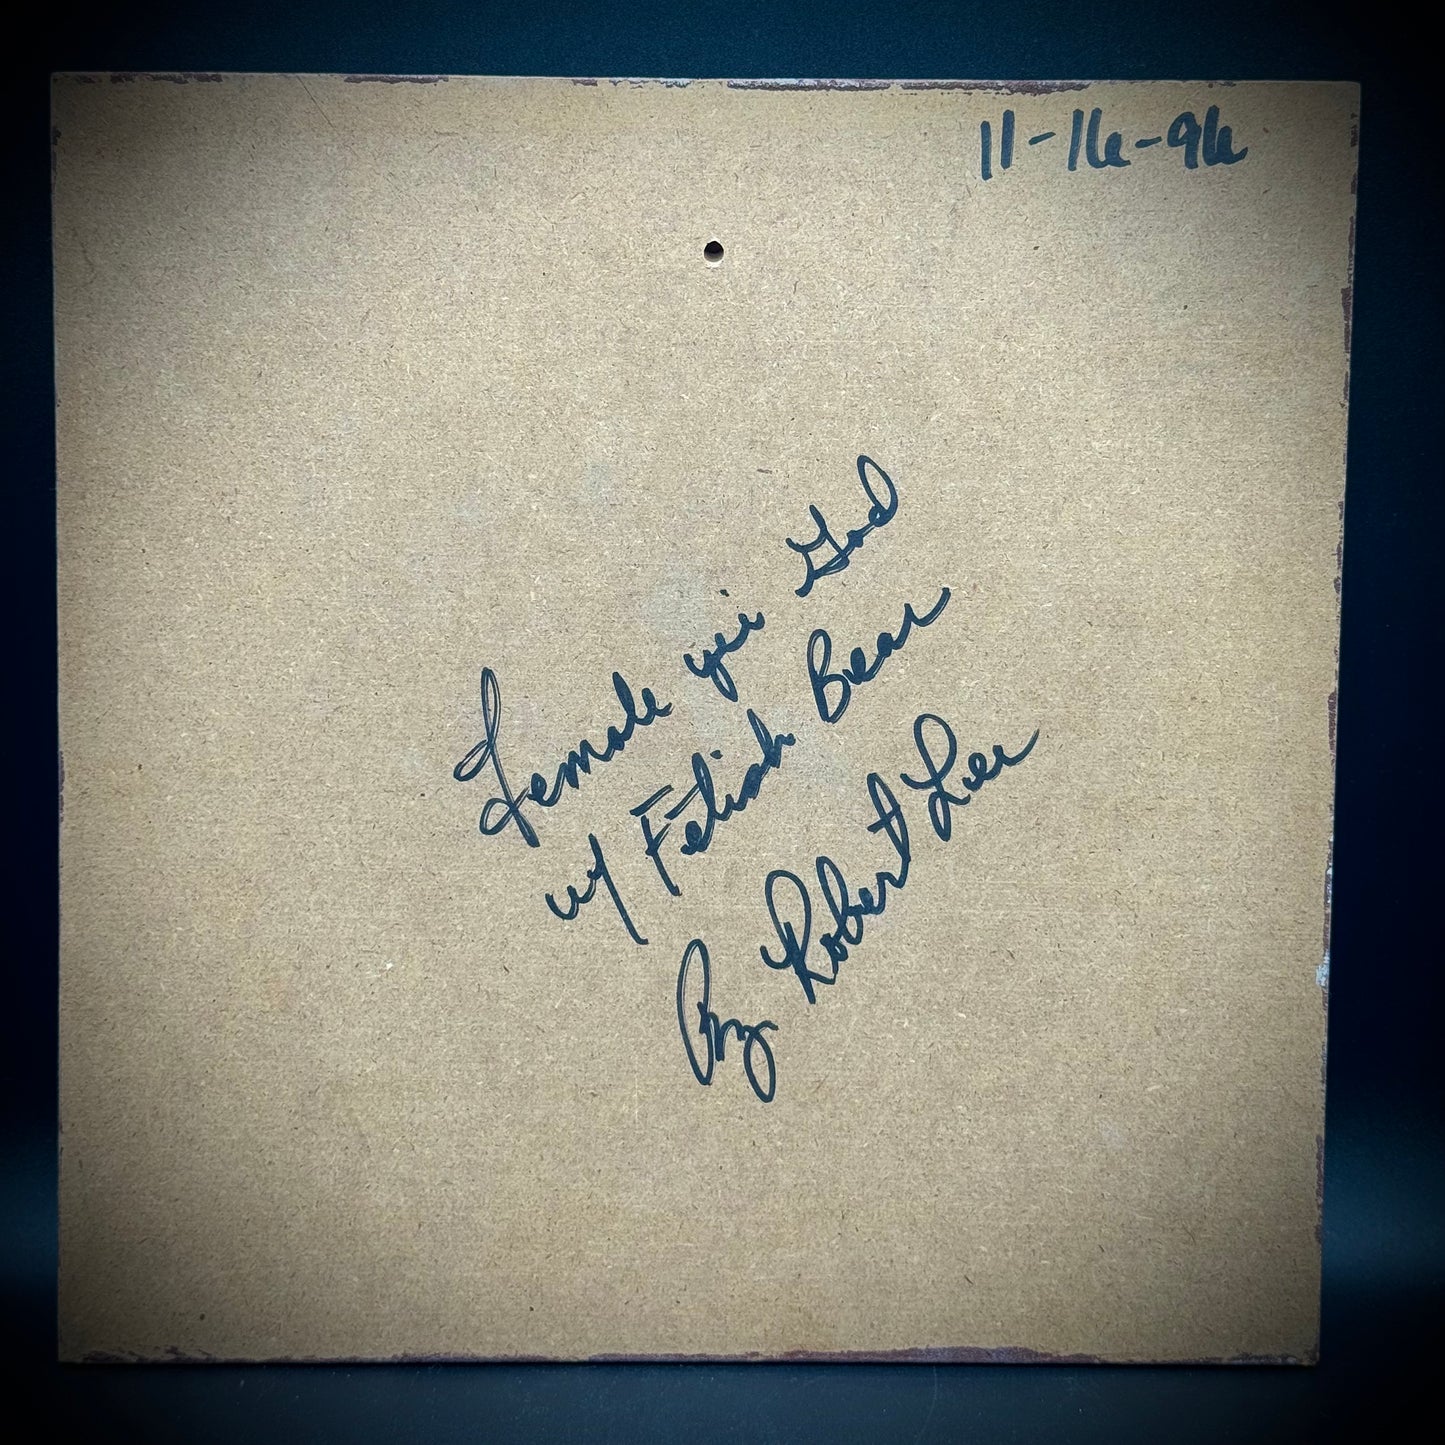 11-16-96
Female yei God
w/ Fetish Bear
By Robert Lee